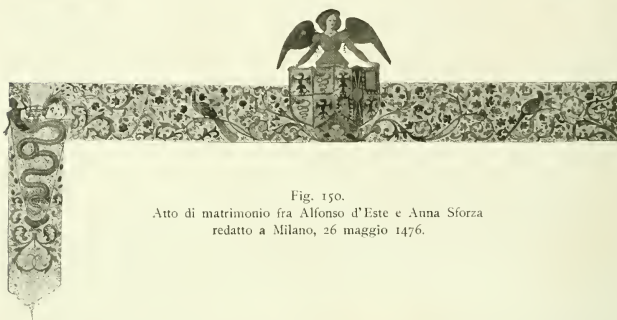 Fig. 150.
Atto di matrimonio fra Alfonso d'Este e Anna Sforza
redatto a Milano, 26 maggio 1476.